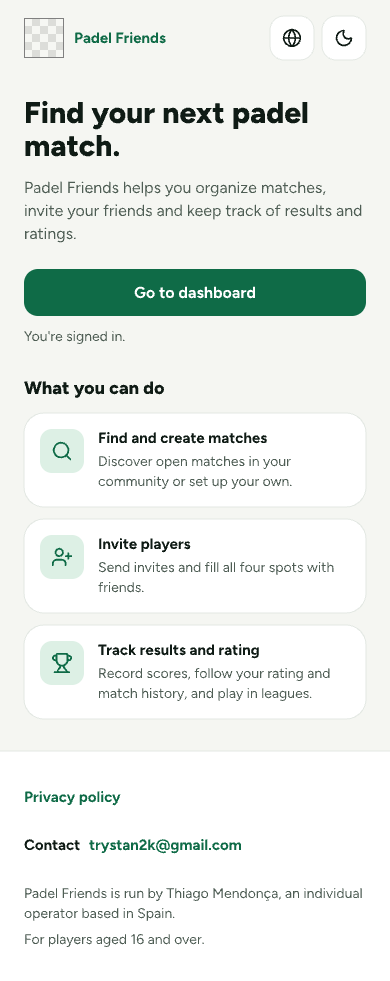 Padel Friends
Find your next padel
match.
Padel Friends helps you organize matches,
invite your friends and keep track of results and
ratings.
Go to dashboard
You're signed in.
What you can do
Find and create matches
Discover open matches in your
community or set up your own.
Invite players
Send invites and fill all four spots with
friends.
Track results and rating
Record scores, follow your rating and
match history, and play in leagues.
Privacy policy
Contact trystan2k@gmail.com
Padel Friends is run by Thiago Mendonça, an individual
operator based in Spain.
For players aged 16 and over.